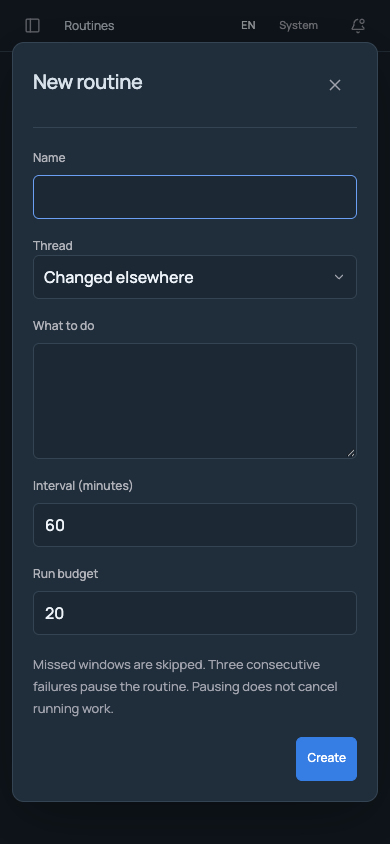 Routines
EN
System
New routine
Name
Thread
Changed elsewhere
What to do
Interval (minutes)
60
Run budget
20
Missed windows are skipped. Three consecutive
failures pause the routine. Pausing does not cancel
running work.
Create